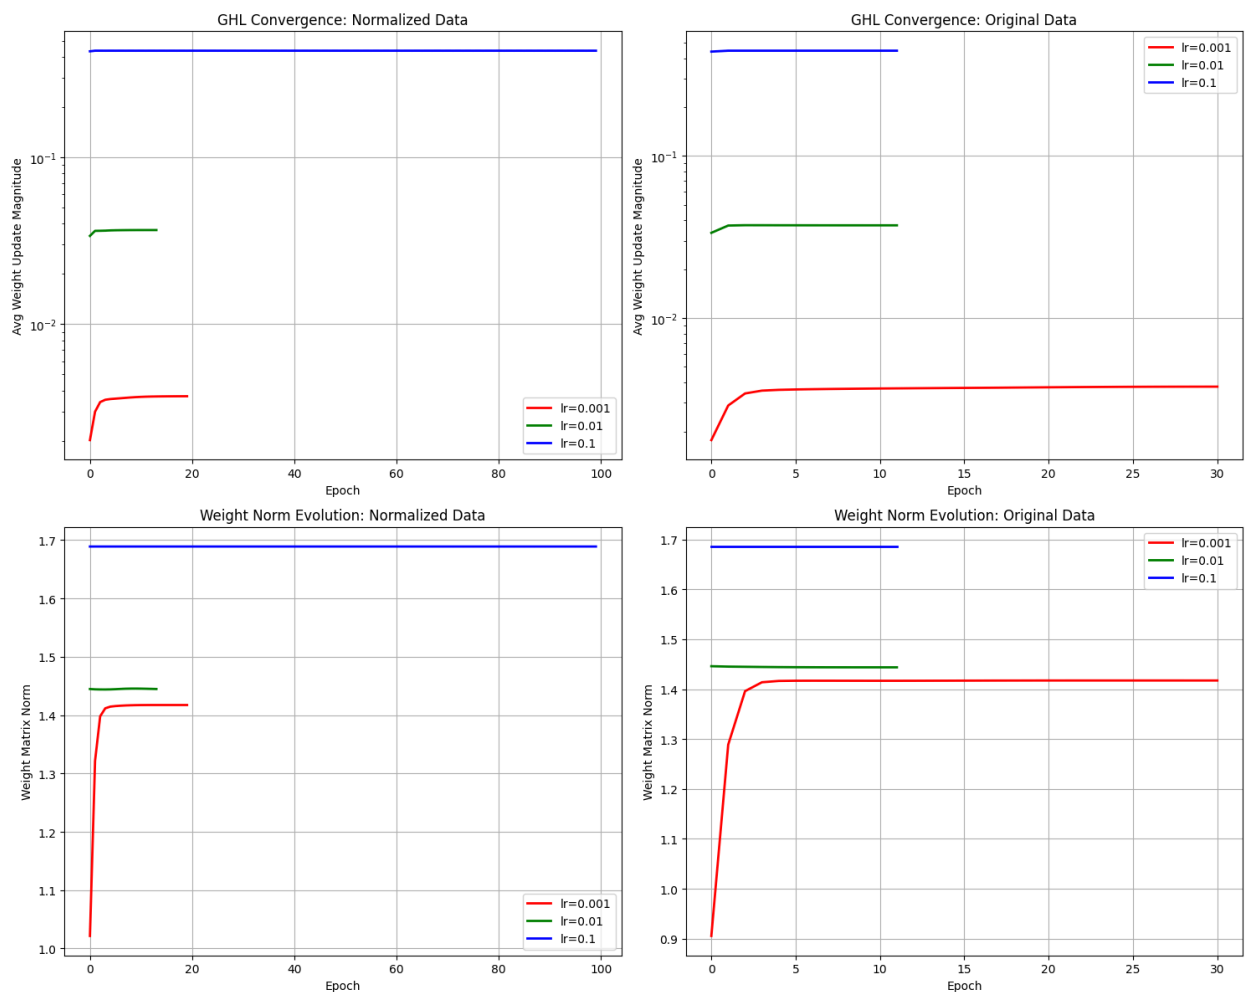 GHL Convergence: Normalized Data
Avg Weight Update Magnitude
10⁻¹
10⁻²
0 20 40 60 80 100
Epoch
lr=0.001
lr=0.01
lr=0.1
GHL Convergence: Original Data
Avg Weight Update Magnitude
10⁻¹
10⁻²
0 5 10 15 20 25 30
Epoch
lr=0.001
lr=0.01
lr=0.1
Weight Norm Evolution: Normalized Data
Weight Matrix Norm
1.7
1.6
1.5
1.4
1.3
1.2
1.1
1.0
0 20 40 60 80 100
Epoch
lr=0.001
lr=0.01
lr=0.1
Weight Norm Evolution: Original Data
Weight Matrix Norm
1.7
1.6
1.5
1.4
1.3
1.2
1.1
1.0
0.9
0 5 10 15 20 25 30
Epoch
lr=0.001
lr=0.01
lr=0.1